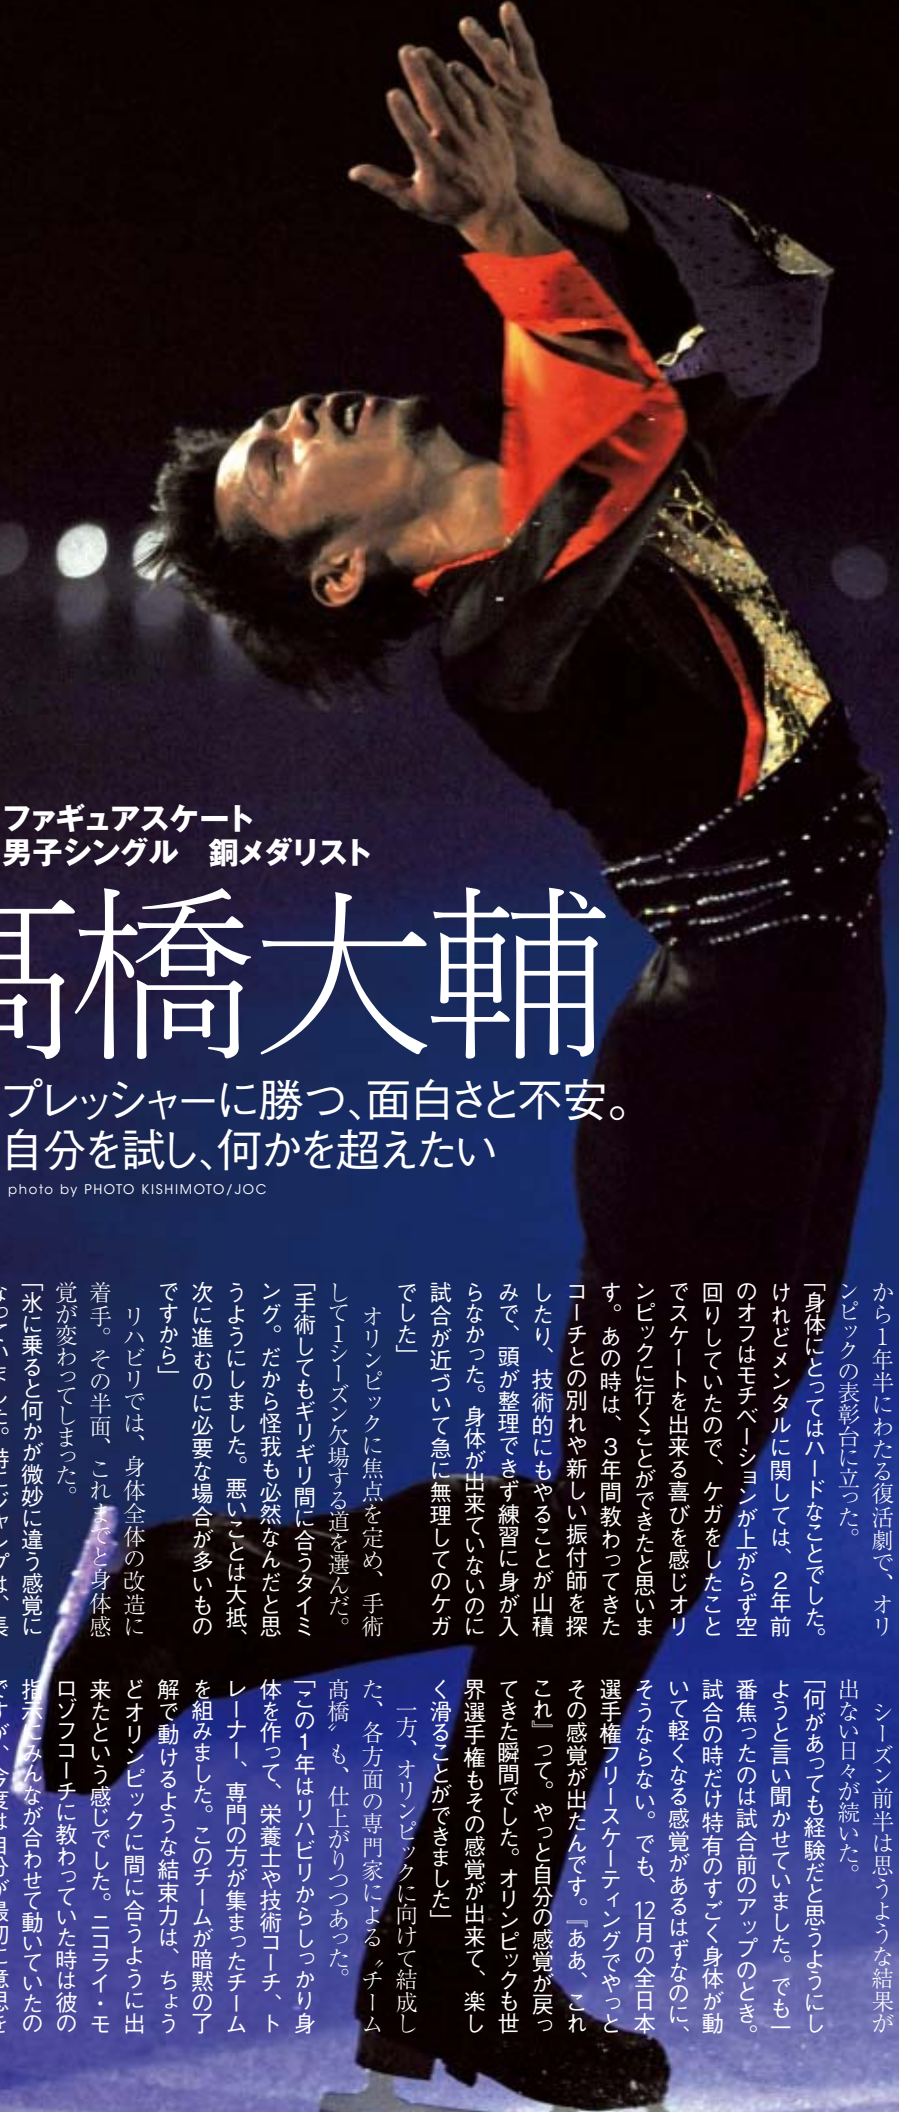 ファギュアスケート
男子シングル　銅メダリスト
髙橋大輔
プレッシャーに勝つ、面白さと不安。
自分を試し、何かを超えたい
photo by PHOTO KISHIMOTO/JOC
から1年半にわたる復活劇で、オリ
ンピックの表彰台に立った。
「身体にとってはハードなことでした。
けれどメンタルに関しては、2年前
のオフはモチベーションが上がらず空
回りしていたので、ケガをしたこと
でスケートを出来る喜びを感じオリ
ンピックに行くことができたと思いま
す。あの時は、3年間教わってきた
コーチとの別れや新しい振付師を探
したり、技術的にもやることが山積
みで、頭が整理できず練習に身が入
らなかった。身体が出来ていないのに
試合が近づいて急に無理してのケガ
でした」
オリンピックに焦点を定め、手術
して1シーズン欠場する道を選んだ。
「手術してもギリギリ間に合うタイミ
ング。だから怪我も必然なんだと思
うようにしました。悪いことは大抵、
次に進むのに必要な場合が多いもの
ですから」
リハビリでは、身体全体の改造に
着手。その半面、これまでと身体感
覚が変わってしまった。
「氷に乗ると何かが微妙に違う感覚に
シーズン前半は思うような結果が
出ない日々が続いた。
「何があっても経験だと思うようにし
ようと言い聞かせていました。でも一
番焦ったのは試合前のアップのとき。
試合の時だけ特有のすごく身体が動
いて軽くなる感覚があるはずなのに、
そうならない。でも、12月の全日本
選手権フリースケーティングでやっと
その感覚が出たんです。『ああ、これ
これ』って。やっと自分の感覚が戻っ
てきた瞬間でした。オリンピックも世
界選手権もその感覚が出来て、楽し
く滑ることができました」
一方、オリンピックに向けて結成し
た、各方面の専門家による〝チーム
髙橋〟も、仕上がりつつあった。
「この1年はリハビリからしっかり身
体を作って、栄養士や技術コーチ、ト
レーナー、専門の方が集まったチーム
を組みました。このチームが暗黙の了
解で動けるような結束力は、ちょう
どオリンピックに間に合うように出
来たという感じでした。ニコライ・モ
ロゾフコーチに教わっていた時は彼の
指示にみんなが合わせて動いていたの